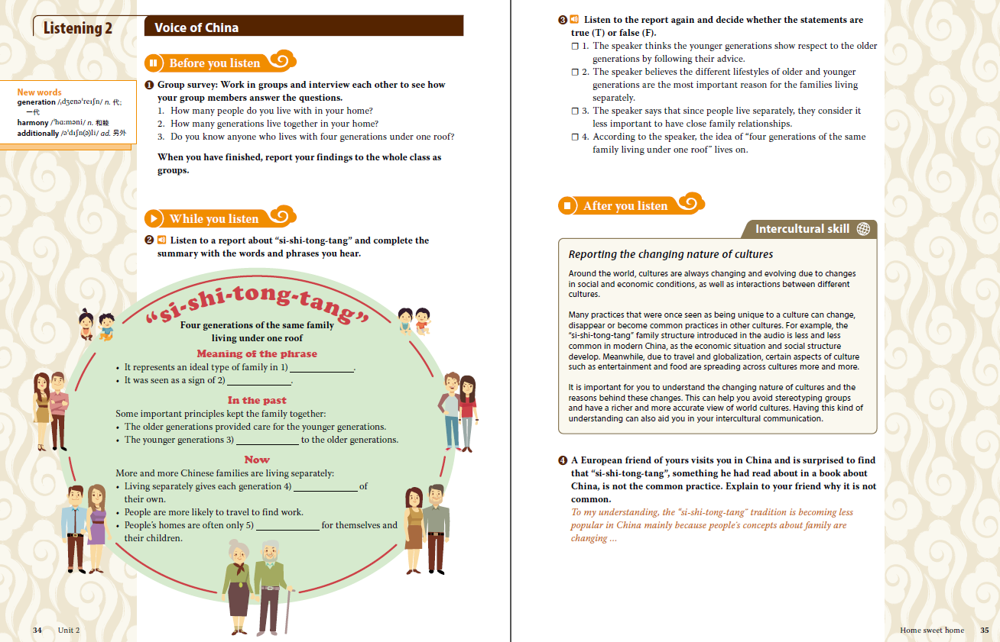 Listening 2
Voice of China
Before you listen
New words
generation /ˌdʒenəˈreɪʃn/ n. 代;
一代
harmony /ˈhɑːməni/ n. 和睦
additionally /əˈdɪʃn(ə)li/ ad. 另外
1 Group survey: Work in groups and interview each other to see how
your group members answer the questions.
1. How many people do you live with in your home?
2. How many generations live together in your home?
3. Do you know anyone who lives with four generations under one roof?
When you have finished, report your findings to the whole class as
groups.
While you listen
2 Listen to a report about “si-shi-tong-tang” and complete the
summary with the words and phrases you hear.
“si-shi-tong-tang”
Four generations of the same family
living under one roof
Meaning of the phrase
• It represents an ideal type of family in 1) ____________.
• It was seen as a sign of 2) ____________.
In the past
Some important principles kept the family together:
• The older generations provided care for the younger generations.
• The younger generations 3) ____________ to the older generations.
Now
More and more Chinese families are living separately:
• Living separately gives each generation 4) ____________ of
their own.
• People are more likely to travel to find work.
• People’s homes are often only 5) ____________ for themselves and
their children.
34 Unit 2
3 Listen to the report again and decide whether the statements are
true (T) or false (F).
❐ 1. The speaker thinks the younger generations show respect to the older
generations by following their advice.
❐ 2. The speaker believes the different lifestyles of older and younger
generations are the most important reason for the families living
separately.
❐ 3. The speaker says that since people live separately, they consider it
less important to have close family relationships.
❐ 4. According to the speaker, the idea of “four generations of the same
family living under one roof” lives on.
After you listen
Intercultural skill
Reporting the changing nature of cultures
Around the world, cultures are always changing and evolving due to changes
in social and economic conditions, as well as interactions between different
cultures.
Many practices that were once seen as being unique to a culture can change,
disappear or become common practices in other cultures. For example, the
“si-shi-tong-tang” family structure introduced in the audio is less and less
common in modern China, as the economic situation and social structure
develop. Meanwhile, due to travel and globalization, certain aspects of culture
such as entertainment and food are spreading across cultures more and more.
It is important for you to understand the changing nature of cultures and the
reasons behind these changes. This can help you avoid stereotyping groups
and have a richer and more accurate view of world cultures. Having this kind of
understanding can also aid you in your intercultural communication.
4 A European friend of yours visits you in China and is surprised to find
that “si-shi-tong-tang”, something he had read about in a book about
China, is not the common practice. Explain to your friend why it is not
common.
To my understanding, the “si-shi-tong-tang” tradition is becoming less
popular in China mainly because people’s concepts about family are
changing ...
Home sweet home 35